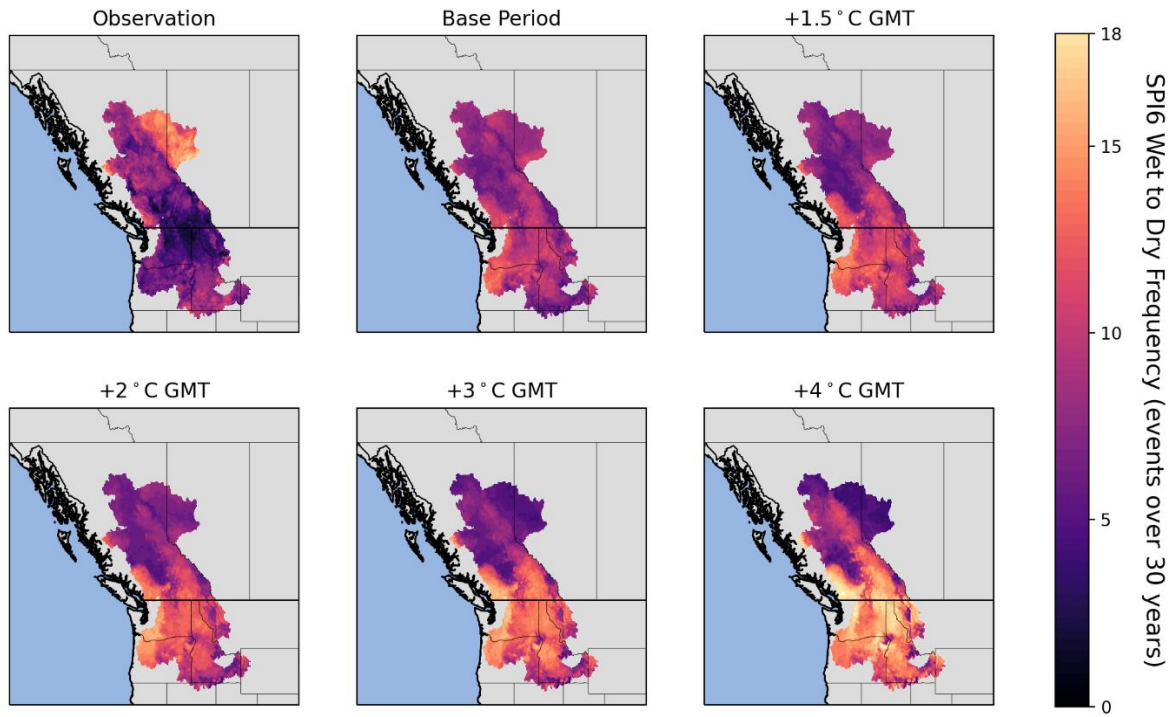 Observation
Base Period
+1.5°C GMT
+2°C GMT
+3°C GMT
+4°C GMT
18
15
10
5
0
SPI6 Wet to Dry Frequency (events over 30 years)